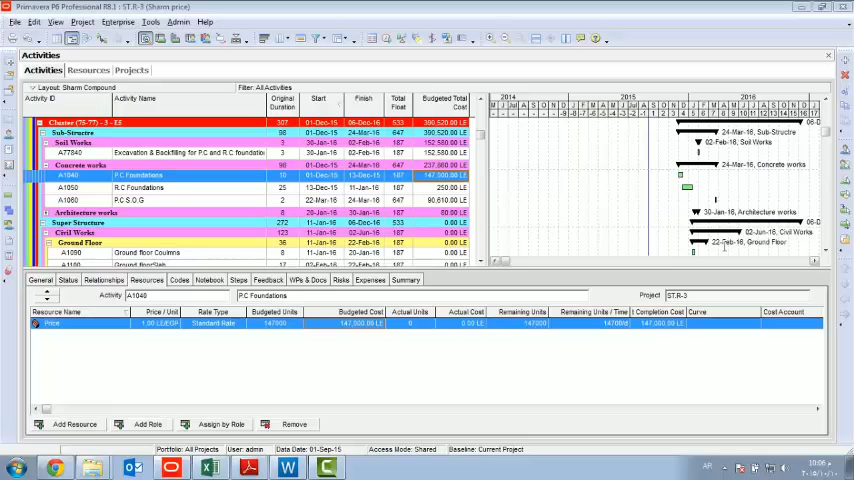 Primavera P6 Foundational R8.1 : ST.R-3 (Sharm price)
File Edit View Project Enterprise Tools Admin Help
Activities
Activities Resources Projects
Layout: Sharm Compound Filter: All Activities
Activity ID Activity Name Original Duration Start Finish Total Float Budgeted Total Cost
2014 2015 2016
Cluster (75-77) - 3 - E5 307 01-Dec-15 06-Dec-16 533 390,520.00 LE
Sub-Structre 98 01-Dec-15 24-Mar-16 647 390,520.00 LE 24-Mar-16, Sub-Structre
Soil Works 02-Feb-16 187 152,580.00 LE 02-Feb-16, Soil Works
A77840 Excavation & Backfilling for P.C and R.C foundation 30-Jan-16 02-Feb-16 187 152,580.00 LE
Concrete works 98 01-Dec-15 24-Mar-16 647 237,860.00 LE 24-Mar-16, Concrete works
A1040 P.C Foundations 10 01-Dec-15 13-Dec-15 187 147,000.00 LE
A1050 R.C Foundations 25 11-Jan-16 187 250.00 LE
A1060 P.C S.O.G 2 22-Mar-16 24-Mar-16 647 90,610.00 LE
Architecture works 8 20-Jan-16 30-Jan-16 187 80.00 LE 30-Jan-16, Architecture works
Super Structure 272 11-Jan-16 06-Dec-16 187 0.00 LE
Civil Works 123 11-Jan-16 02-Jun-16 187 0.00 LE 02-Jun-16, Civil Works
Ground Floor 36 11-Jan-16 22-Feb-16 187 0.00 LE 22-Feb-16, Ground Floor
A1090 Ground floor Coulmns 8 11-Jan-16 187 0.00 LE
A1100 Ground floor Slab
General Status Relationships Resources Codes Notebook Steps Feedback WPs & Docs Risks Expenses Summary
Activity A1040 P.C Foundations Project ST.R-3
Resource Name Price / Unit Rate Type Budgeted Units Budgeted Cost Actual Units Actual Cost Remaining Units Remaining Units / Time t Completion Cost Curve Cost Account
Price 1.00 LE/EGP Standard Rate 147000 147,000.00 LE 0 0.00 LE 147000 14700/d 147,000.00 LE
Add Resource Add Role Assign by Role Remove
Portfolio: All Projects User: admin Data Date: 01-Sep-15 Access Mode: Shared Baseline: Current Project
AR
10:06 م
٢٠١٥/١٠/١٠